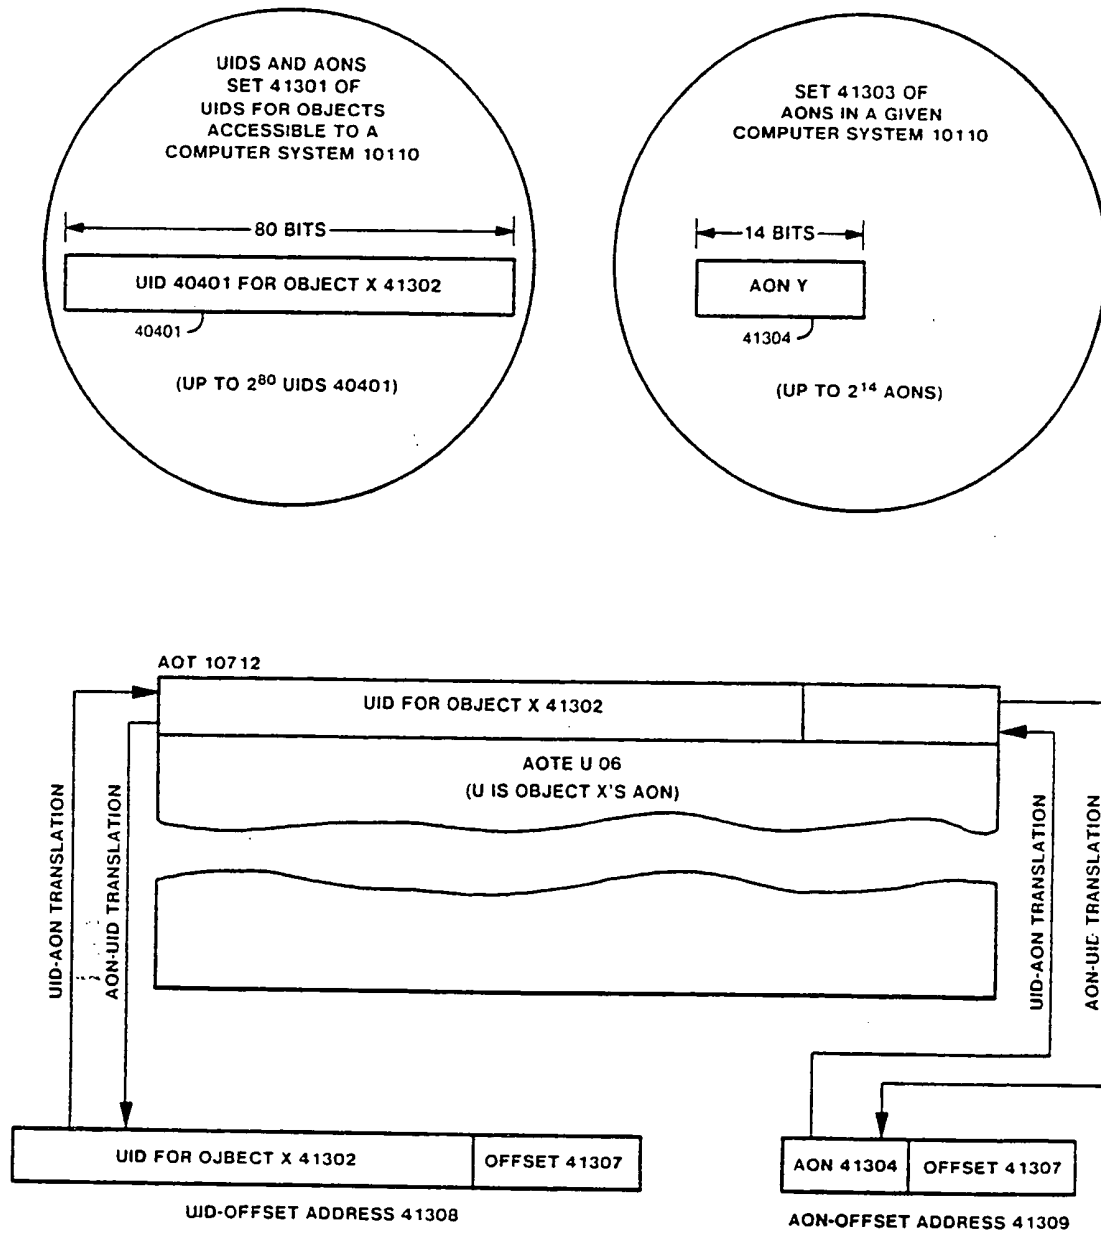 UIDS AND AONS
SET 41301 OF
UIDS FOR OBJECTS
ACCESSIBLE TO A
COMPUTER SYSTEM 10110
80 BITS
UID 40401 FOR OBJECT X 41302
40401
(UP TO 2⁸⁰ UIDS 40401)
SET 41303 OF
AONS IN A GIVEN
COMPUTER SYSTEM 10110
14 BITS
AON Y
41304
(UP TO 2¹⁴ AONS)
AOT 10712
UID FOR OBJECT X 41302
AOTE U 06
(U IS OBJECT X'S AON)
UID-AON TRANSLATION
AON-UID TRANSLATION
UID-AON TRANSLATION
AON-UID TRANSLATION
UID FOR OJBECT X 41302
OFFSET 41307
UID-OFFSET ADDRESS 41308
AON 41304
OFFSET 41307
AON-OFFSET ADDRESS 41309